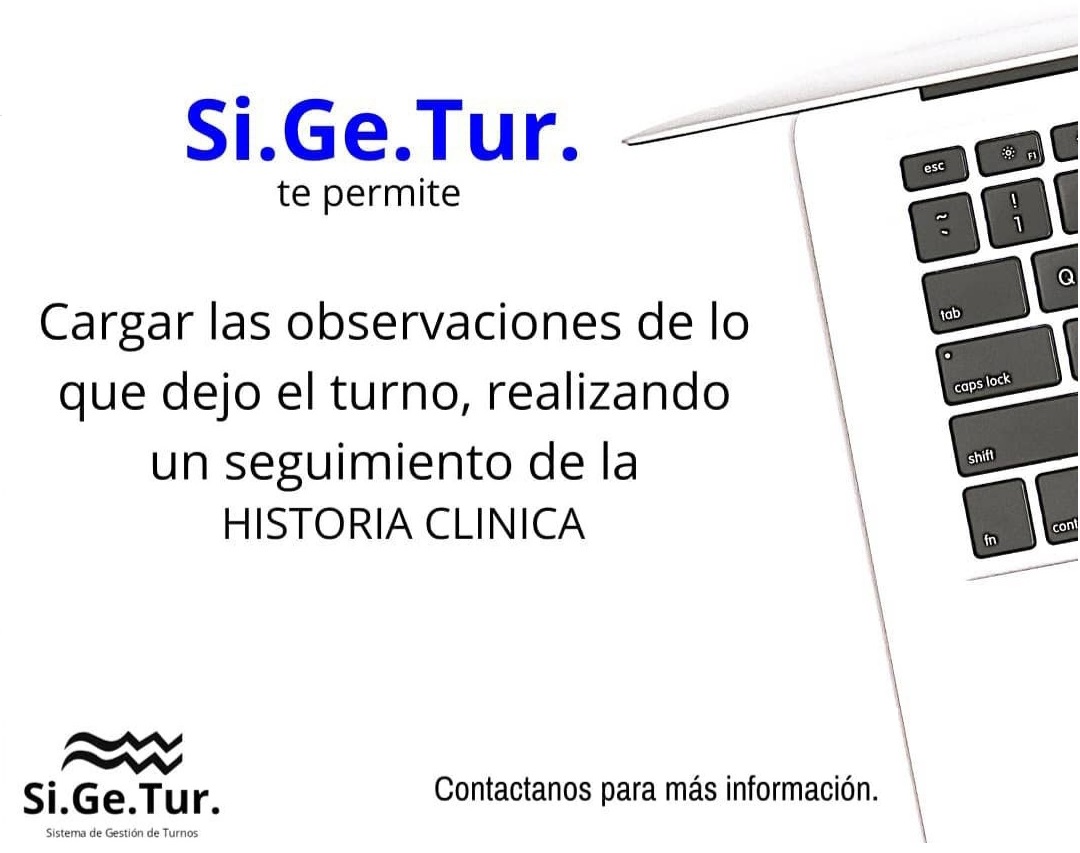 Si.Ge.Tur.
te permite
Cargar las observaciones de lo
que dejo el turno, realizando
un seguimiento de la
HISTORIA CLINICA
esc
F1
~
!
1
tab
Q
caps lock
shift
fn
Si.Ge.Tur.
Sistema de Gestión de Turnos
Contactanos para más información.